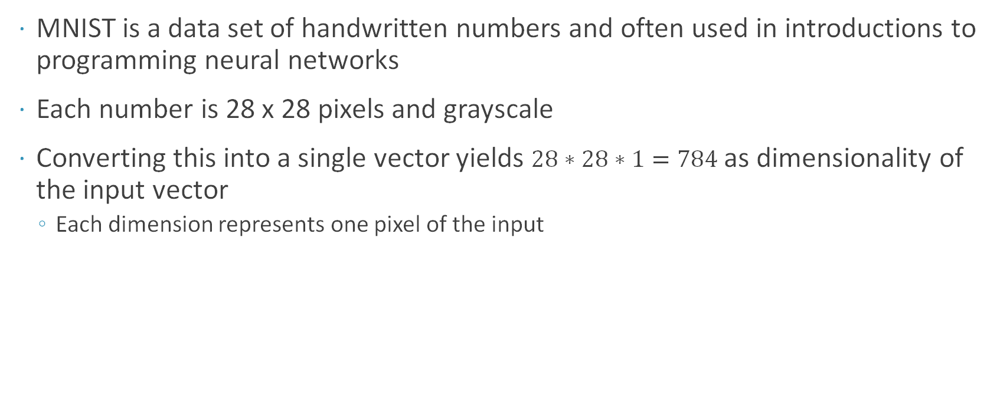 · MNIST is a data set of handwritten numbers and often used in introductions to
programming neural networks
· Each number is 28 x 28 pixels and grayscale
· Converting this into a single vector yields 28 ∗ 28 ∗ 1 = 784 as dimensionality of
the input vector
◦ Each dimension represents one pixel of the input